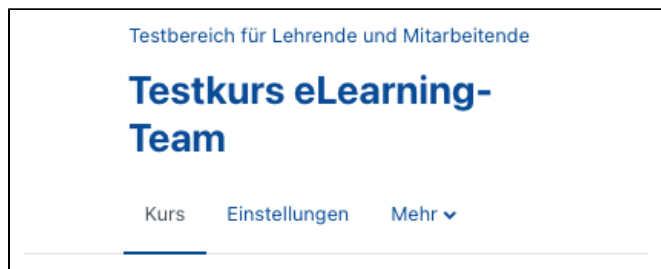 Testbereich für Lehrende und Mitarbeitende
Testkurs eLearning-
Team
Kurs Einstellungen Mehr